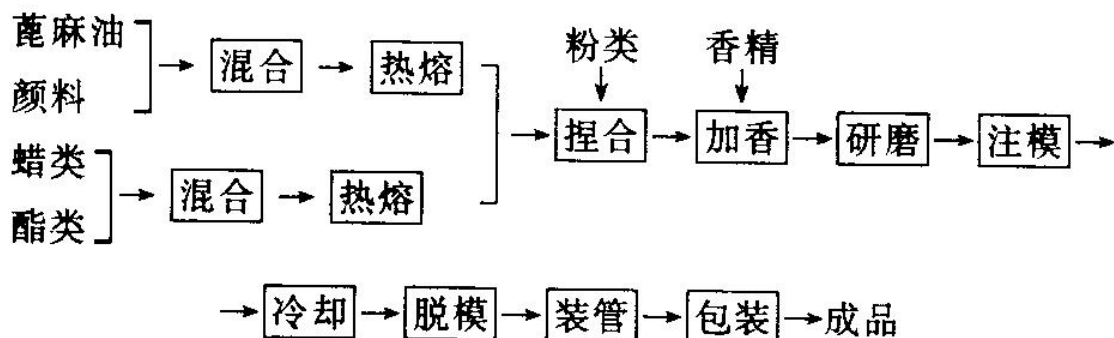 蓖麻油
颜料
混合
热熔
蜡类
酯类
混合
热熔
粉类
香精
捏合
加香
研磨
注模
冷却
脱模
装管
包装
成品